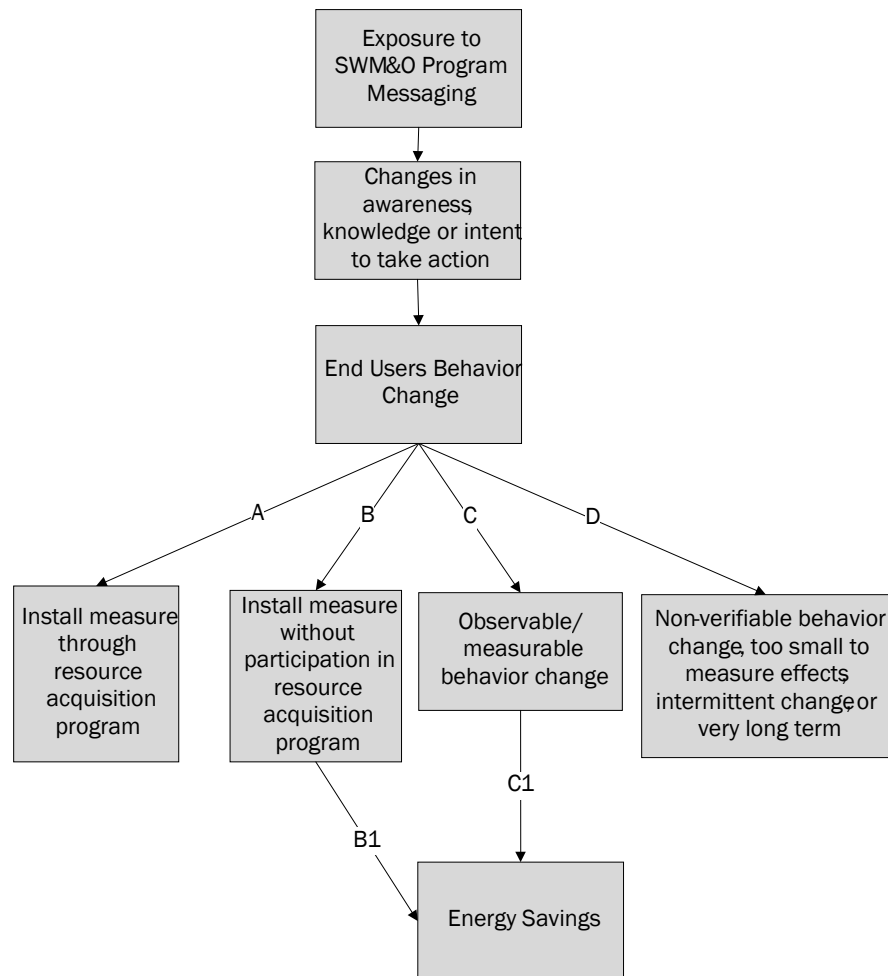 Exposure to
SWM&O Program
Messaging
Changes in
awareness,
knowledge or intent
to take action
End Users Behavior
Change
A
B
C
D
Install measure
through
resource
acquisition
program
Install measure
without
participation in
resource
acquisition
program
Observable/
measurable
behavior change
Non-verifiable behavior
change, too small to
measure effects,
intermittent change, or
very long term
B1
C1
Energy Savings